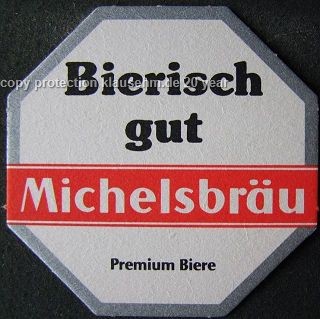 Bierisch
copy protection klausehm.de 20 year
gut
Michelsbräu
Premium Biere